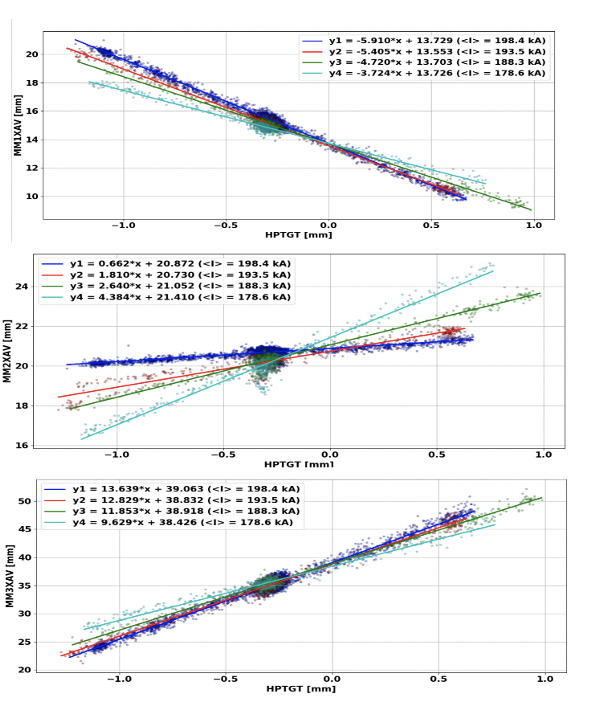 y1 = -5.910*x + 13.729 (<I> = 198.4 kA)
y2 = -5.405*x + 13.553 (<I> = 193.5 kA)
y3 = -4.720*x + 13.703 (<I> = 188.3 kA)
y4 = -3.724*x + 13.726 (<I> = 178.6 kA)
20
18
16
14
12
10
MM1XAV [mm]
−1.0 −0.5 0.0 0.5 1.0
HPTGT [mm]
y1 = 0.662*x + 20.872 (<I> = 198.4 kA)
y2 = 1.810*x + 20.730 (<I> = 193.5 kA)
y3 = 2.640*x + 21.052 (<I> = 188.3 kA)
y4 = 4.384*x + 21.410 (<I> = 178.6 kA)
24
22
20
18
16
MM2XAV [mm]
−1.0 −0.5 0.0 0.5 1.0
HPTGT [mm]
y1 = 13.639*x + 39.063 (<I> = 198.4 kA)
y2 = 12.829*x + 38.832 (<I> = 193.5 kA)
y3 = 11.853*x + 38.918 (<I> = 188.3 kA)
y4 = 9.629*x + 38.426 (<I> = 178.6 kA)
50
45
40
35
30
25
20
MM3XAV [mm]
−1.0 −0.5 0.0 0.5 1.0
HPTGT [mm]